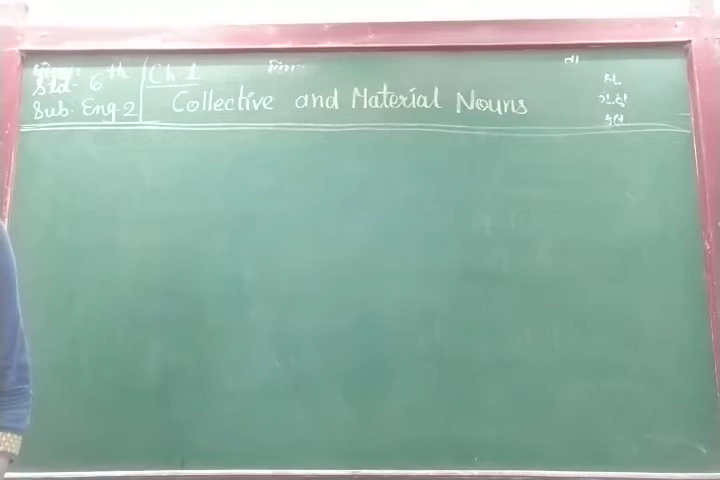 Std. 6th
Ch. 1
Sub. Eng. 2
Collective and Material Nouns